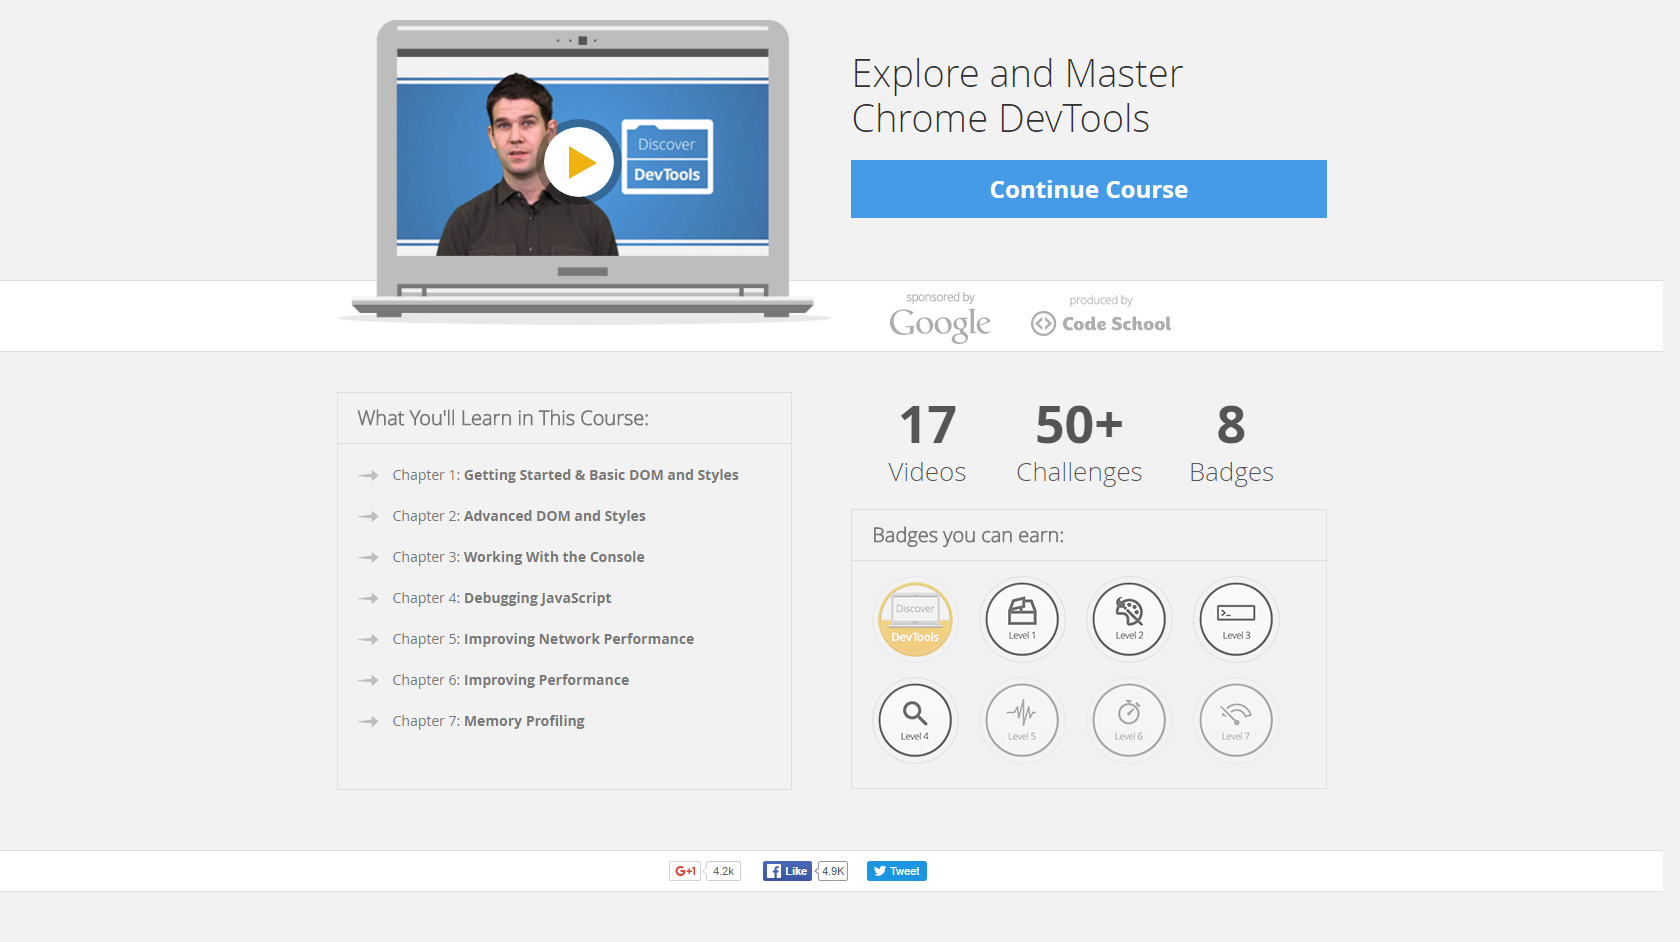 Discover
DevTools
Explore and Master
Chrome DevTools
Continue Course
sponsored by
Google
produced by
Code School
What You'll Learn in This Course:
Chapter 1: Getting Started & Basic DOM and Styles
Chapter 2: Advanced DOM and Styles
Chapter 3: Working With the Console
Chapter 4: Debugging JavaScript
Chapter 5: Improving Network Performance
Chapter 6: Improving Performance
Chapter 7: Memory Profiling
17 50+ 8
Videos Challenges Badges
Badges you can earn:
Discover
DevTools
Level 1
Level 2
Level 3
Level 4
Level 5
Level 6
Level 7
G+1 4.2k Like 4.9K Tweet